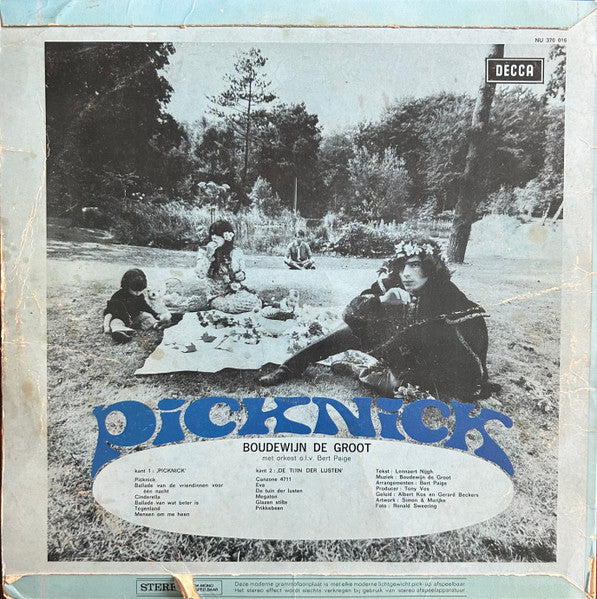 NU 370 016
DECCA
PiCKNiCK
BOUDEWIJN DE GROOT
met orkest o.l.v. Bert Paige
kant 1 : 'PICKNICK'
Picknick
Ballade van de vriendinnen voor
één nacht
Cinderella
Ballade van wat beter is
Tegenland
Mensen om me heen
kant 2 : 'DE TUIN DER LUSTEN'
Canzone 4711
Eva
De tuin der lusten
Megaton
Glazen stilte
Prikkebeen
Tekst : Lennaert Nijgh
Muziek : Boudewijn de Groot
Arrangementen : Bert Paige
Producer : Tony Vos
Geluid : Albert Kos en Gerard Beckers
Artwork : Simon & Marijke
Foto : Ronald Sweering
STEREO
Deze moderne grammofoonplaat is met elke moderne lichtgewicht pick-up afspeelbaar.
Het stereo effect wordt slechts verkregen bij gebruik van stereo afspeelapparatuur.